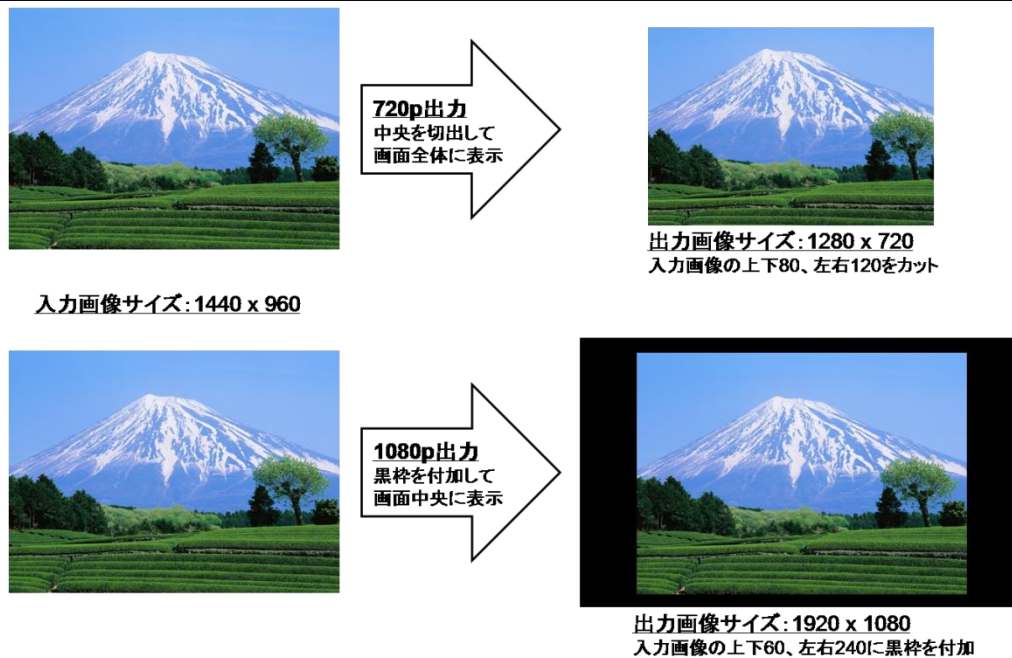 720p出力
中央を切出して
画面全体に表示
出力画像サイズ:1280 x 720
入力画像の上下80、左右120をカット
入力画像サイズ:1440 x 960
1080p出力
黒枠を付加して
画面中央に表示
出力画像サイズ:1920 x 1080
入力画像の上下60、左右240に黒枠を付加